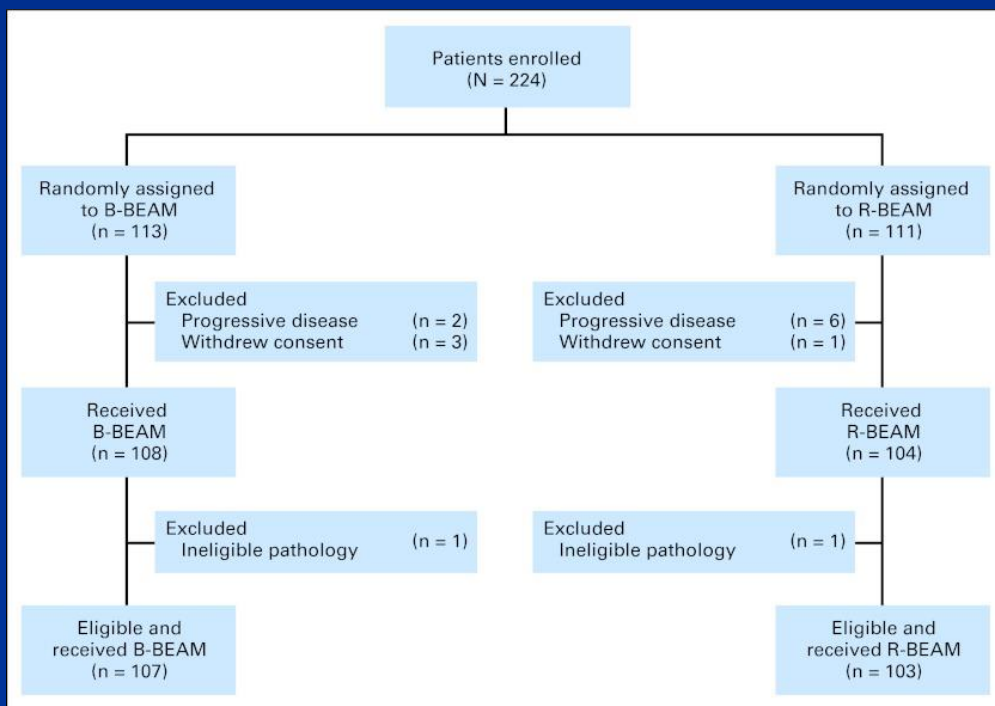 Patients enrolled
(N = 224)
Randomly assigned
to B-BEAM
(n = 113)
Randomly assigned
to R-BEAM
(n = 111)
Excluded
Progressive disease (n = 2)
Withdrew consent (n = 3)
Excluded
Progressive disease (n = 6)
Withdrew consent (n = 1)
Received
B-BEAM
(n = 108)
Received
R-BEAM
(n = 104)
Excluded
Ineligible pathology (n = 1)
Excluded
Ineligible pathology (n = 1)
Eligible and
received B-BEAM
(n = 107)
Eligible and
received R-BEAM
(n = 103)